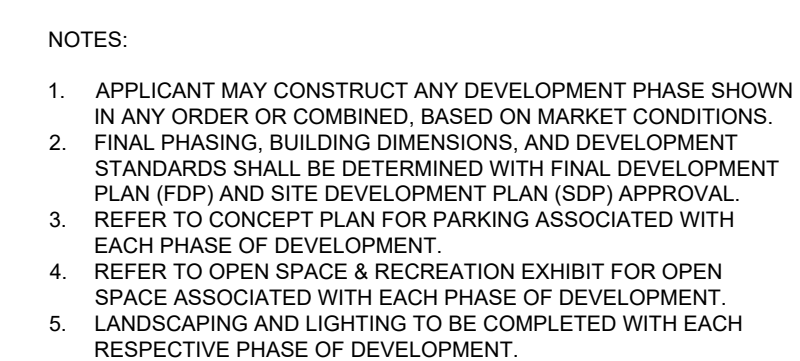 NOTES:
1. APPLICANT MAY CONSTRUCT ANY DEVELOPMENT PHASE SHOWN
IN ANY ORDER OR COMBINED, BASED ON MARKET CONDITIONS.
2. FINAL PHASING, BUILDING DIMENSIONS, AND DEVELOPMENT
STANDARDS SHALL BE DETERMINED WITH FINAL DEVELOPMENT
PLAN (FDP) AND SITE DEVELOPMENT PLAN (SDP) APPROVAL.
3. REFER TO CONCEPT PLAN FOR PARKING ASSOCIATED WITH
EACH PHASE OF DEVELOPMENT.
4. REFER TO OPEN SPACE & RECREATION EXHIBIT FOR OPEN
SPACE ASSOCIATED WITH EACH PHASE OF DEVELOPMENT.
5. LANDSCAPING AND LIGHTING TO BE COMPLETED WITH EACH
RESPECTIVE PHASE OF DEVELOPMENT.